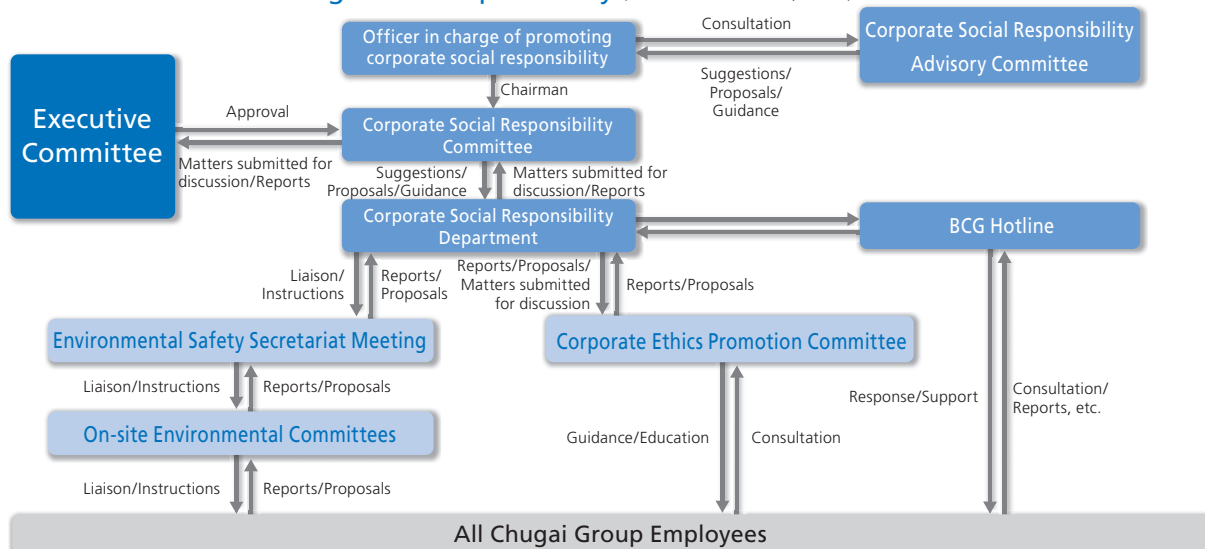 Officer in charge of promoting
corporate social responsibility
Consultation
Corporate Social Responsibility
Advisory Committee
Suggestions/
Proposals/
Guidance
Chairman
Executive
Committee
Approval
Matters submitted for
discussion/Reports
Corporate Social Responsibility
Committee
Suggestions/
Proposals/Guidance
Matters submitted for
discussion/Reports
Corporate Social Responsibility
Department
BCG Hotline
Liaison/
Instructions
Reports/
Proposals
Reports/Proposals/
Matters submitted
for discussion
Reports/Proposals
Environmental Safety Secretariat Meeting
Corporate Ethics Promotion Committee
Liaison/Instructions
Reports/Proposals
On-site Environmental Committees
Guidance/Education
Consultation
Response/Support
Consultation/
Reports, etc.
Liaison/Instructions
Reports/Proposals
All Chugai Group Employees